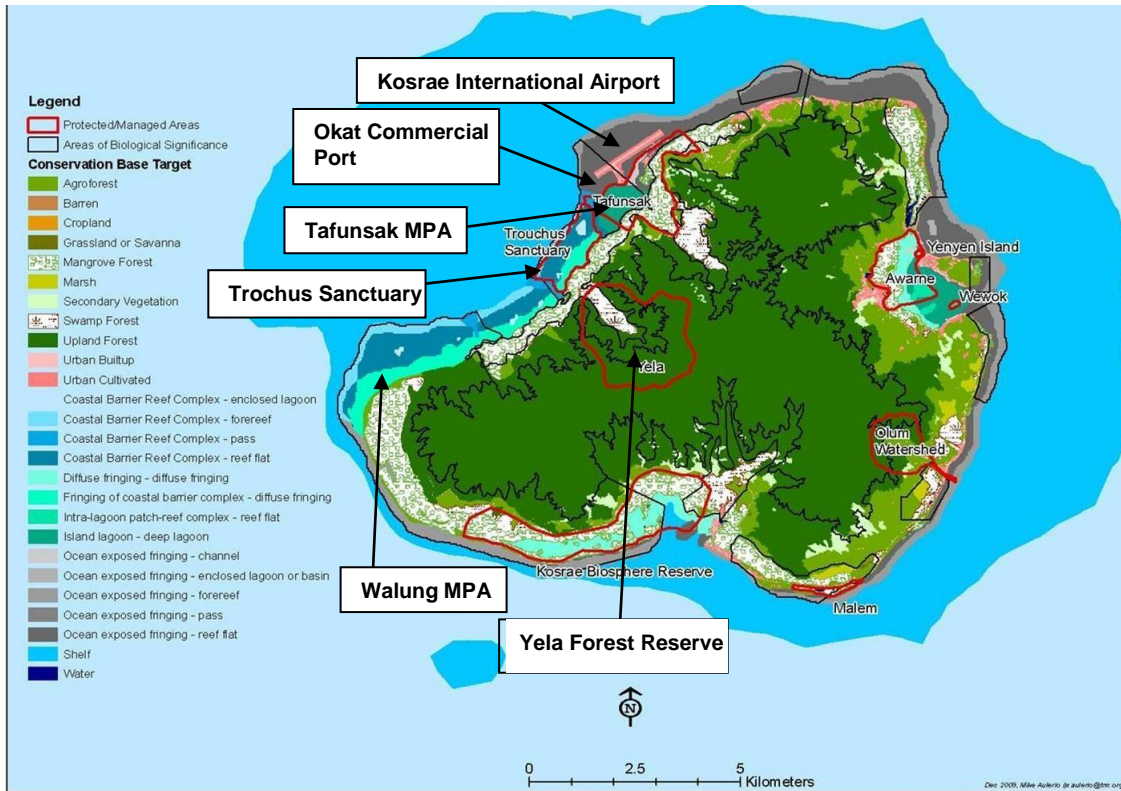 Kosrae International Airport
Okat Commercial
Port
Tafunsak MPA
Trochus Sanctuary
Walung MPA
Yela Forest Reserve
Legend
Protected/Managed Areas
Areas of Biological Significance
Conservation Base Target
Agroforest
Barren
Cropland
Grassland or Savanna
Mangrove Forest
Marsh
Secondary Vegetation
Swamp Forest
Upland Forest
Urban Builtup
Urban Cultivated
Coastal Barrier Reef Complex - enclosed lagoon
Coastal Barrier Reef Complex - forereef
Coastal Barrier Reef Complex - pass
Coastal Barrier Reef Complex - reef flat
Diffuse fringing - diffuse fringing
Fringing of coastal barrier complex - diffuse fringing
Intra-lagoon patch-reef complex - reef flat
Island lagoon - deep lagoon
Ocean exposed fringing - channel
Ocean exposed fringing - enclosed lagoon or basin
Ocean exposed fringing - forereef
Ocean exposed fringing - pass
Ocean exposed fringing - reef flat
Shelf
Water
Tafunsak
Trouchus
Sanctuary
Yenyen Island
Awarne
Wewok
Yela
Olum
Watershed
Kosrae Biosphere Reserve
Malem
N
0 2.5 5
Kilometers
Dec 2009, Mike Aulerio